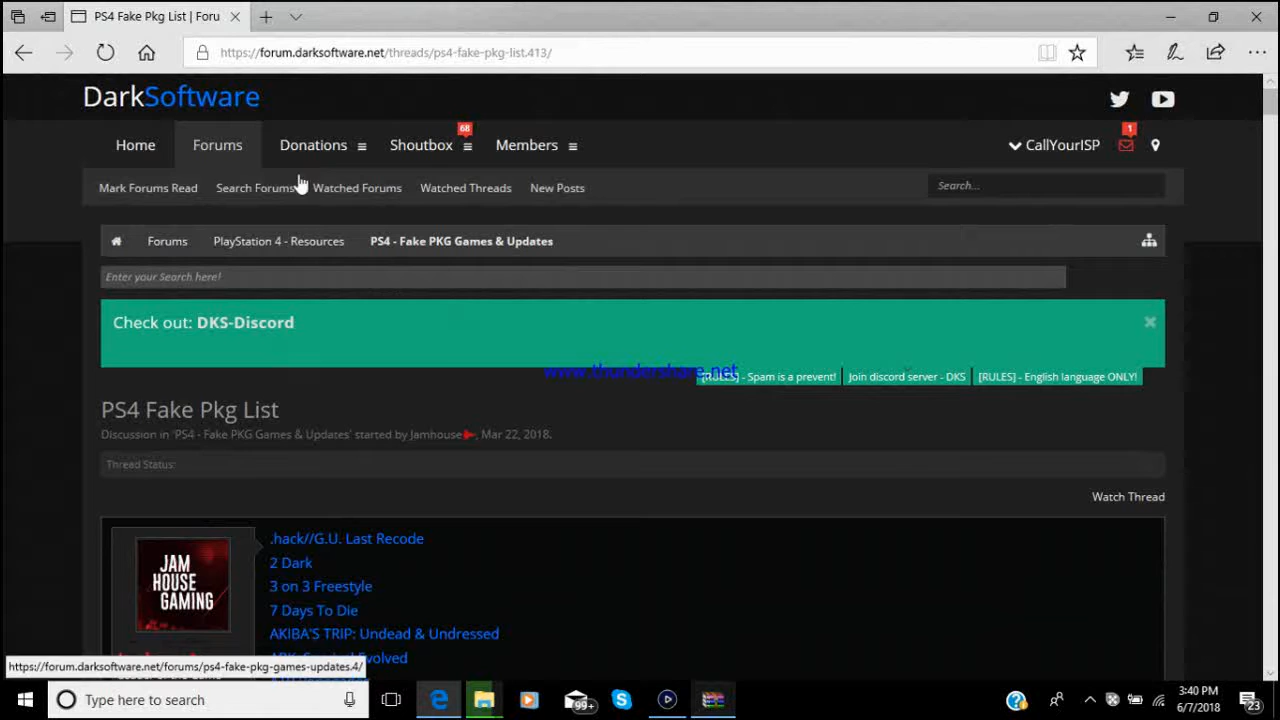 PS4 Fake Pkg List | Foru
https://forum.darksoftware.net/threads/ps4-fake-pkg-list.413/
DarkSoftware
Home Forums Donations Shoutbox 68 Members CallYourISP 1
Mark Forums Read Search Forums Watched Forums Watched Threads New Posts Search...
Forums PlayStation 4 - Resources PS4 - Fake PKG Games & Updates
Enter your Search here!
Check out: DKS-Discord
www.thundershare.net
[RULES] - Spam is a prevent! Join discord server - DKS [RULES] - English language ONLY!
PS4 Fake Pkg List
Discussion in 'PS4 - Fake PKG Games & Updates' started by Jamhouse, Mar 22, 2018.
Thread Status:
Watch Thread
JAM
HOUSE
GAMING
.hack//G.U. Last Recode
2 Dark
3 on 3 Freestyle
7 Days To Die
AKIBA'S TRIP: Undead & Undressed
Evolved
https://forum.darksoftware.net/forums/ps4-fake-pkg-games-updates.4/
Type here to search
99+
3:40 PM
6/7/2018
23